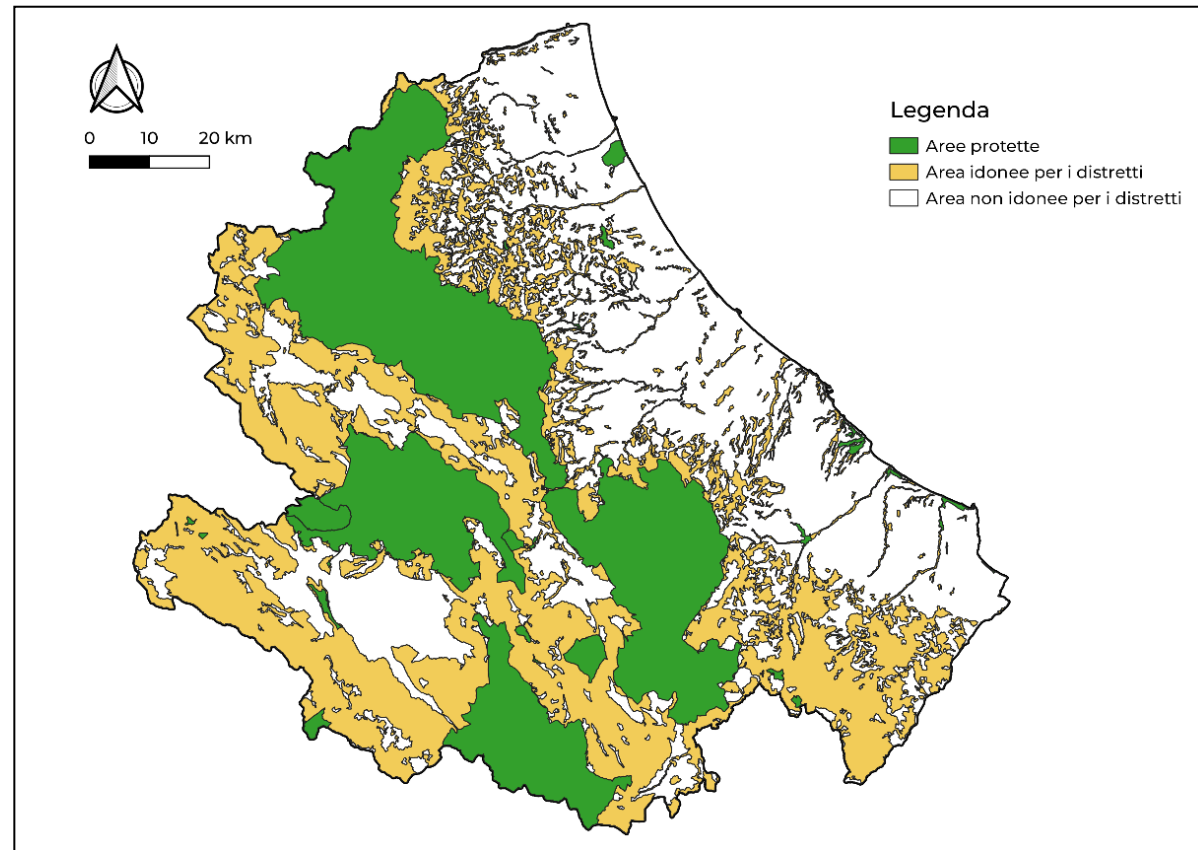 0 10 20 km
Legenda
Aree protette
Area idonee per i distretti
Area non idonee per i distretti